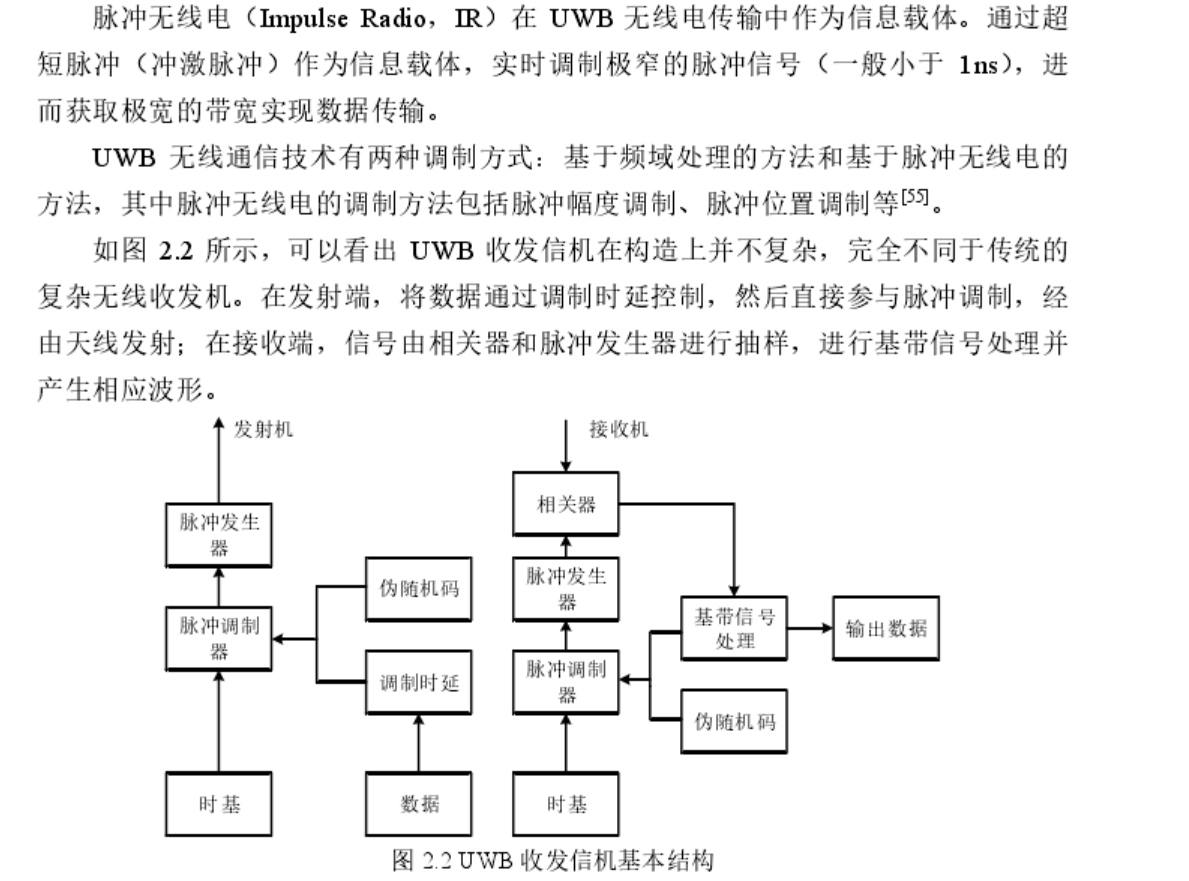 脉冲无线电（Impulse Radio，IR）在 UWB 无线电传输中作为信息载体。通过超
短脉冲（冲激脉冲）作为信息载体，实时调制极窄的脉冲信号（一般小于 1ns），进
而获取极宽的带宽实现数据传输。
UWB 无线通信技术有两种调制方式：基于频域处理的方法和基于脉冲无线电的
方法，其中脉冲无线电的调制方法包括脉冲幅度调制、脉冲位置调制等[55]。
如图 2.2 所示，可以看出 UWB 收发信机在构造上并不复杂，完全不同于传统的
复杂无线收发机。在发射端，将数据通过调制时延控制，然后直接参与脉冲调制，经
由天线发射；在接收端，信号由相关器和脉冲发生器进行抽样，进行基带信号处理并
产生相应波形。
发射机
脉冲发生
器
脉冲调制
器
伪随机码
调制时延
时基
数据
接收机
相关器
脉冲发生
器
脉冲调制
器
时基
基带信号
处理
伪随机码
输出数据
图 2.2 UWB 收发信机基本结构